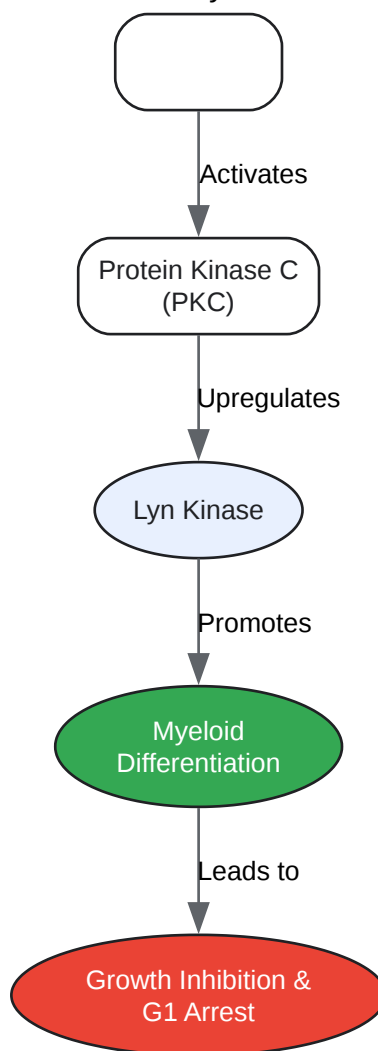 Activates
Protein Kinase C
(PKC)
Upregulates
Lyn Kinase
Promotes
Myeloid
Differentiation
Leads to
Growth Inhibition &
G1 Arrest